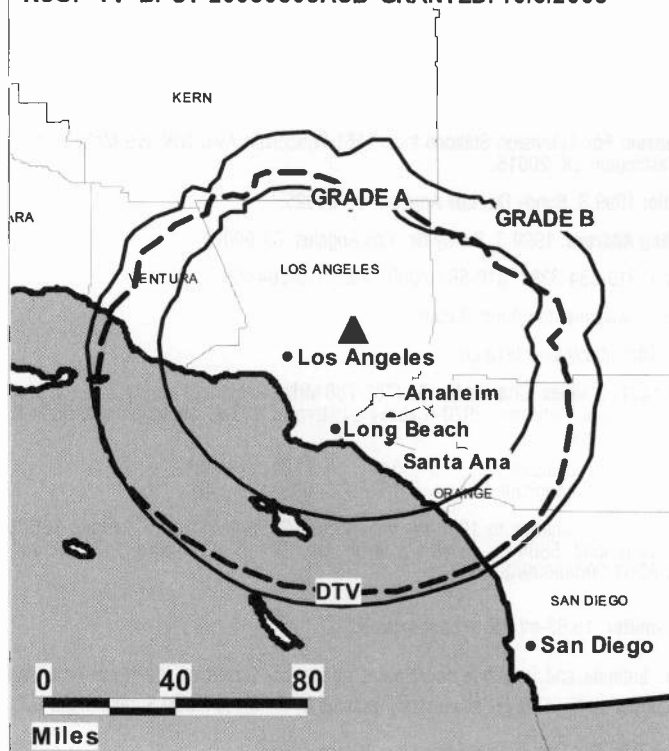 GRANTED:
KERN
GRADE A
GRADE B
ARA
VENTURA
LOS ANGELES
Los Angeles
Anaheim
Long Beach
Santa Ana
ORANGE
DTV
SAN DIEGO
San Diego
0 40 80
Miles